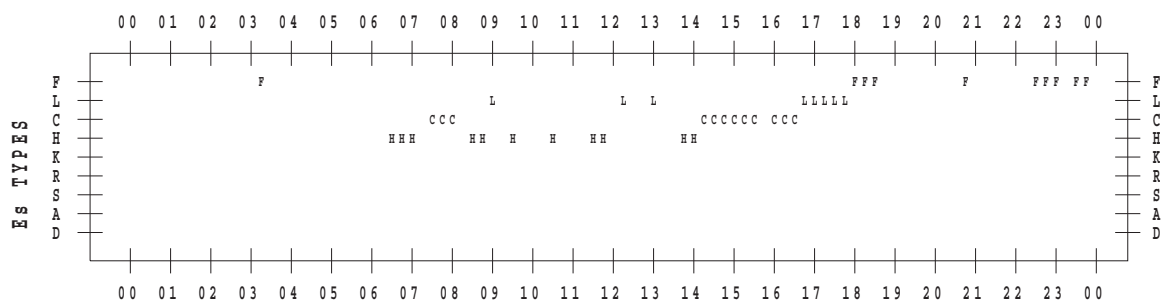 00 01 02 03 04 05 06 07 08 09 10 11 12 13 14 15 16 17 18 19 20 21 22 23 00
F F FFF F FFF FF F
L L L L LLLLL L
C CCC CCCCCC CCC C
H HHH HH H H HH HH H
K K
R R
S S
A A
D D
Es TYPES
00 01 02 03 04 05 06 07 08 09 10 11 12 13 14 15 16 17 18 19 20 21 22 23 00